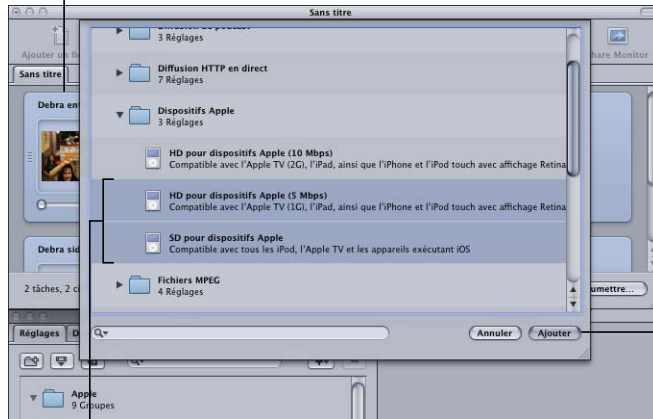 Sans titre
Ajouter un
Share Monitor
Sans titre
3 Réglages
Diffusion HTTP en direct
7 Réglages
Debra
Dispositifs Apple
3 Réglages
HD pour dispositifs Apple (10 Mbps)
Compatible avec l'Apple TV (2G), l'iPad, ainsi que l'iPhone et l'iPod touch avec affichage Retina
HD pour dispositifs Apple (5 Mbps)
Compatible avec l'Apple TV (1G), l'iPad, ainsi que l'iPhone et l'iPod touch avec affichage Retina
SD pour dispositifs Apple
Compatible avec tous les iPod, l'Apple TV et les appareils exécutant iOS
Debra
Fichiers MPEG
4 Réglages
2 tâches, 2
Réglages
Annuler
Ajouter
Apple
9 Groupes